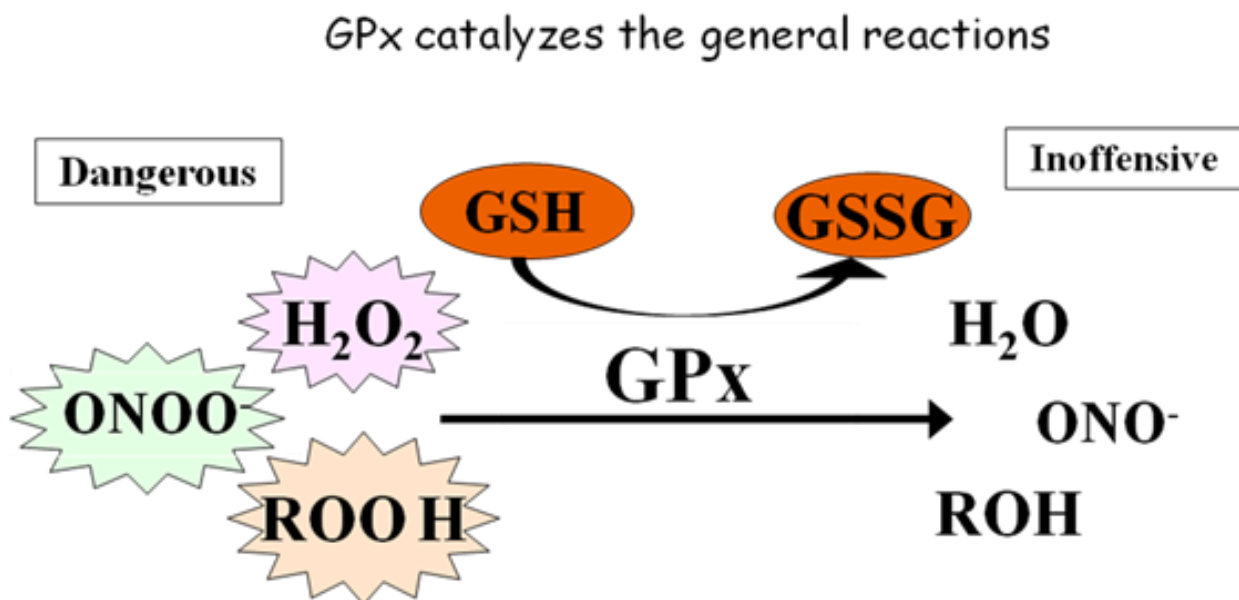 GPx catalyzes the general reactions
Dangerous
Inoffensive
GSH
GSSG
H₂O₂
H₂O
GPx
ONOO⁻
ONO⁻
ROO H
ROH